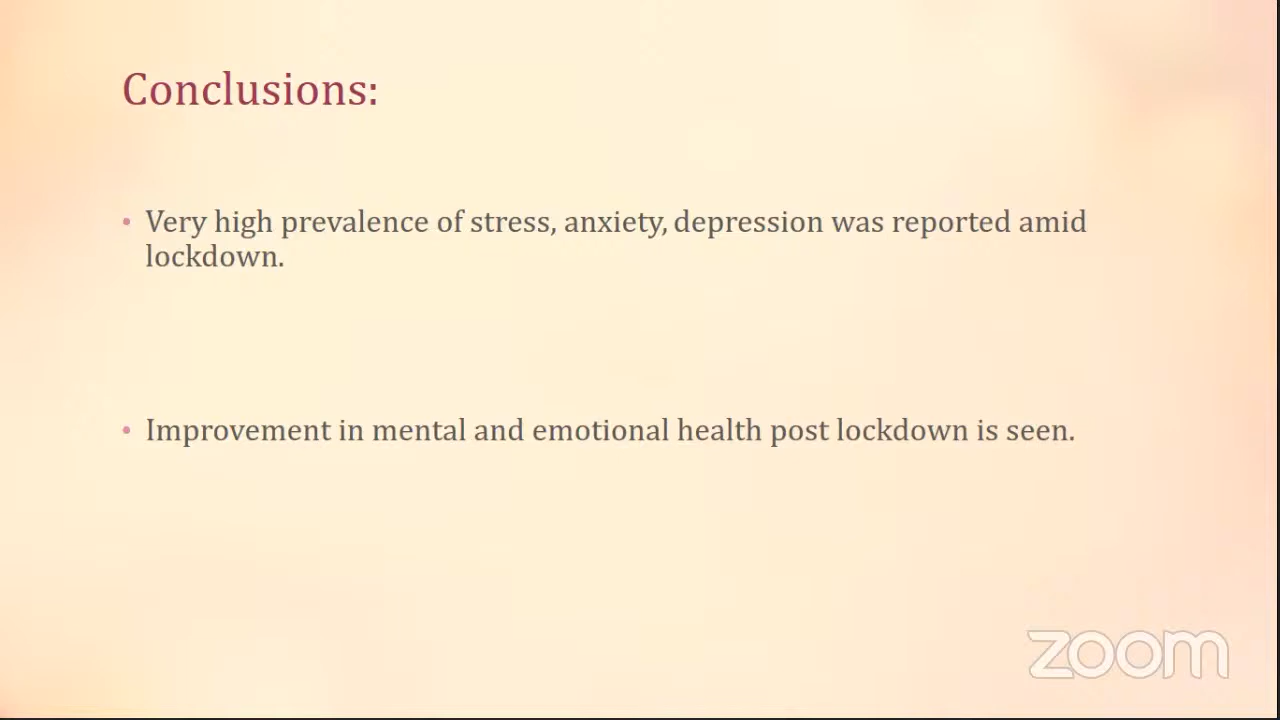 Conclusions:
• Very high prevalence of stress, anxiety, depression was reported amid
lockdown.
• Improvement in mental and emotional health post lockdown is seen.
zoom